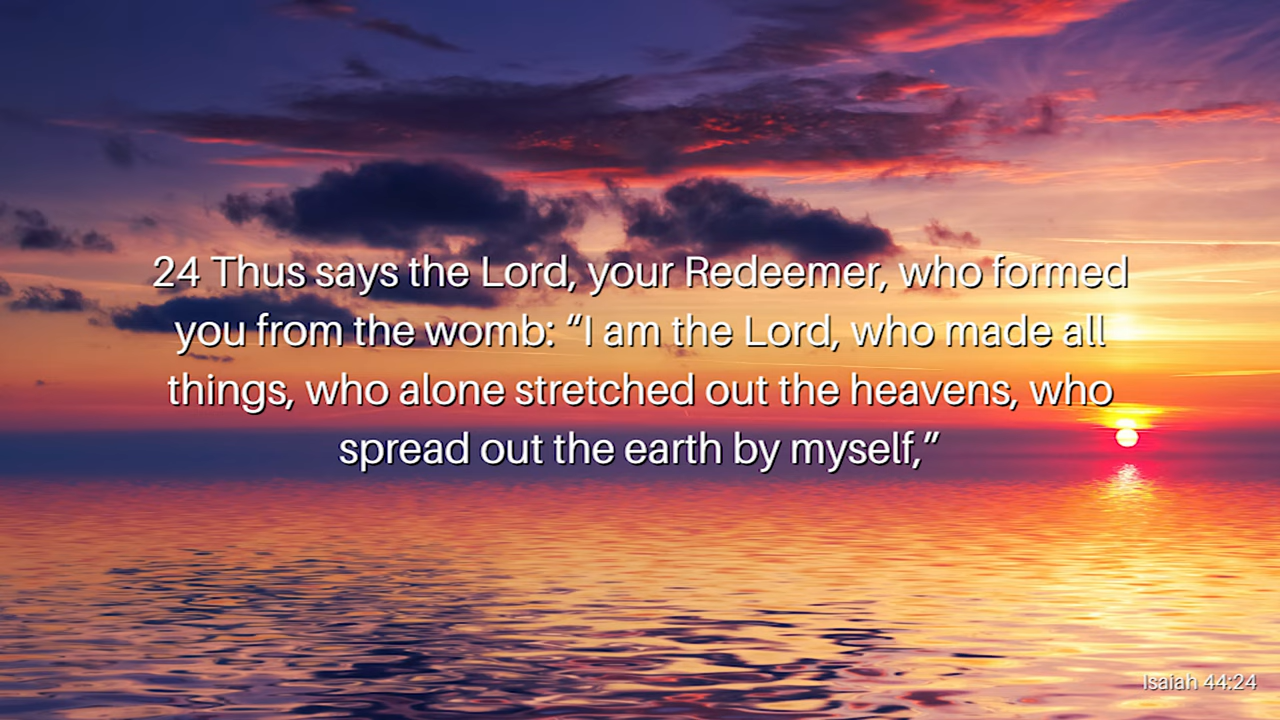 24 Thus says the Lord, your Redeemer, who formed
you from the womb: “I am the Lord, who made all
things, who alone stretched out the heavens, who
spread out the earth by myself,”
Isaiah 44:24